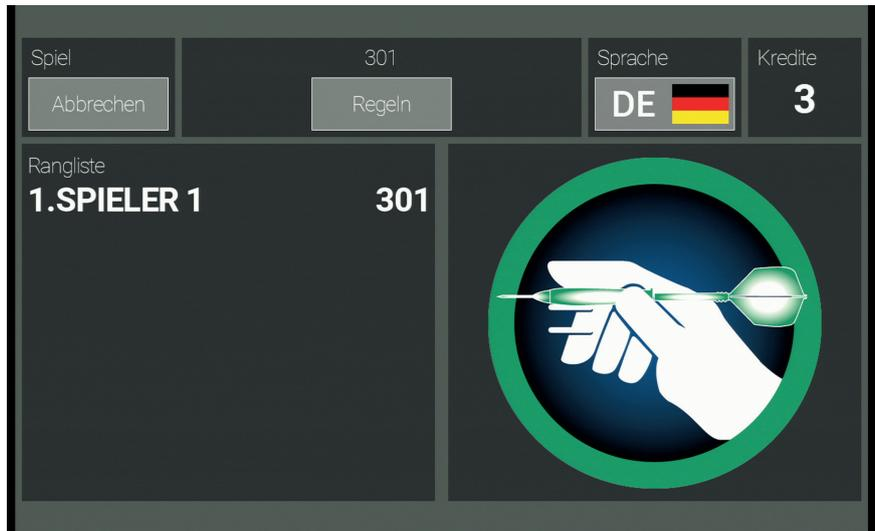 Spiel
Abbrechen
301
Regeln
Sprache
DE
Kredite
3
Rangliste
1.SPIELER 1 301